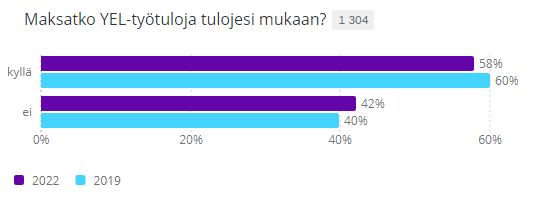 Maksatko YEL-työtuloja tulojesi mukaan? 1 304
kyllä
58%
60%
ei
42%
40%
0% 20% 40% 60%
2022 2019